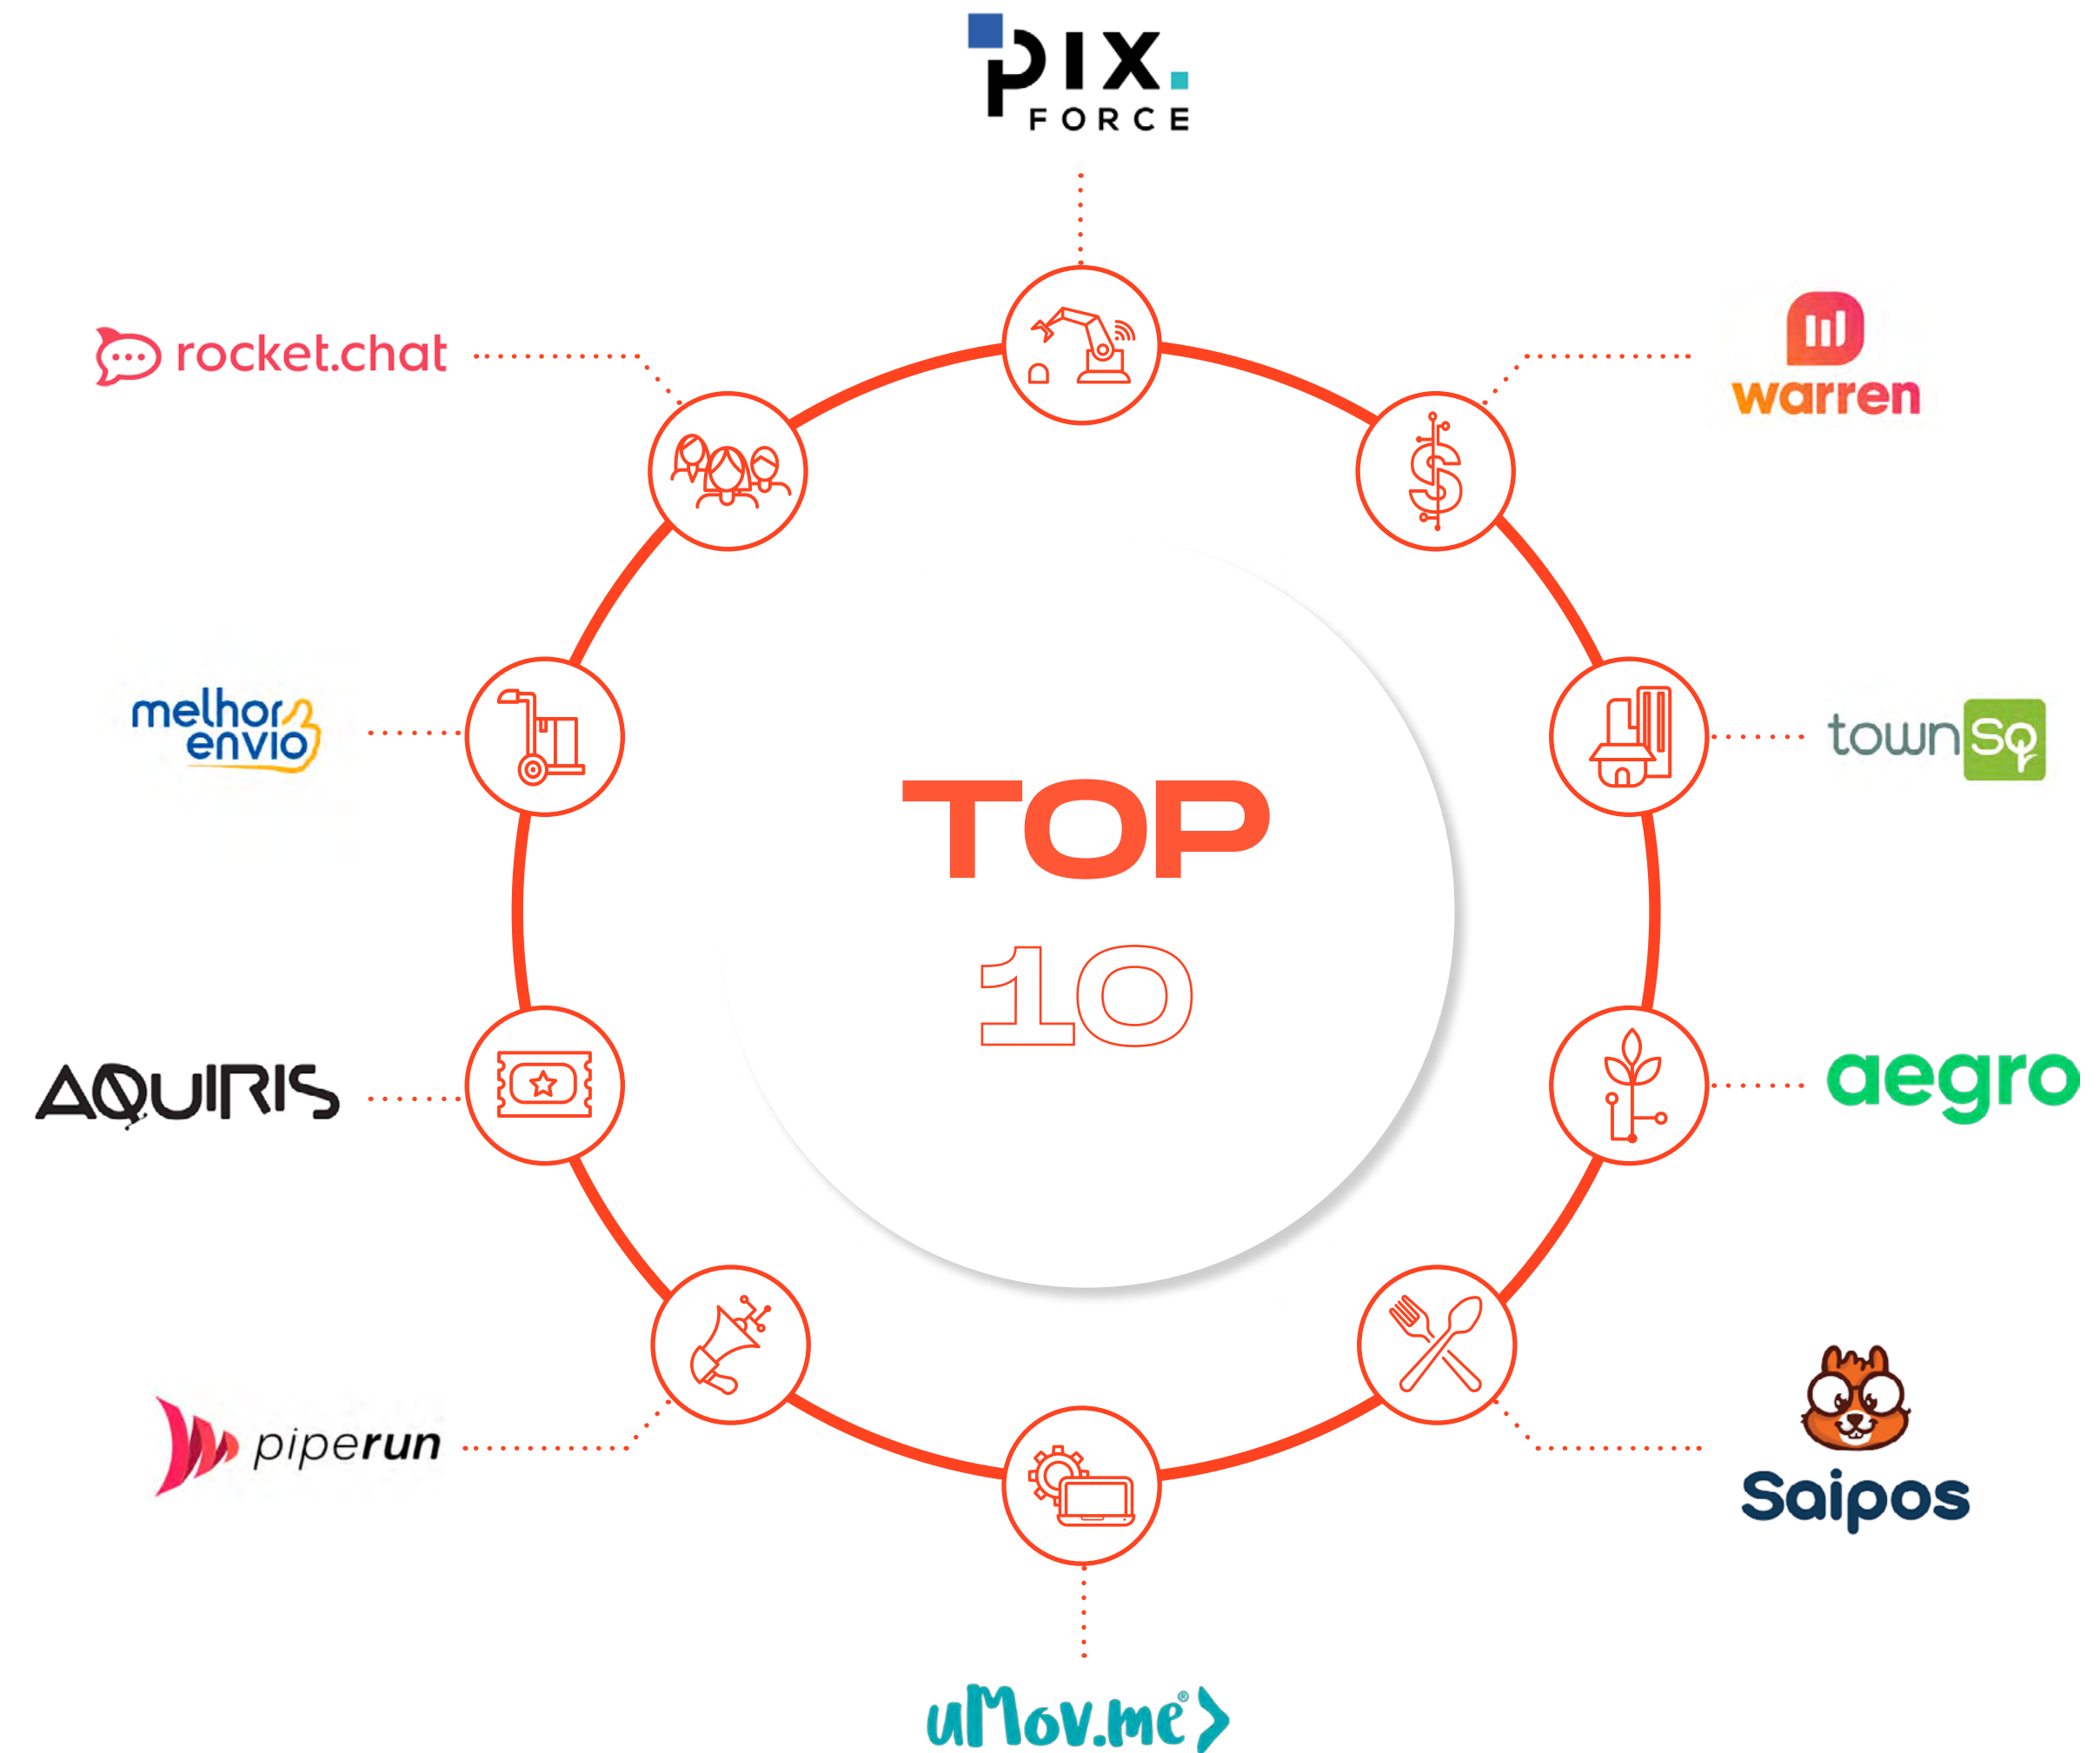 PIX.
FORCE
rocket.chat
warren
melhor
envio
townSq
TOP
10
AQUIRIS
aegro
piperun
Saipos
uMov.me®